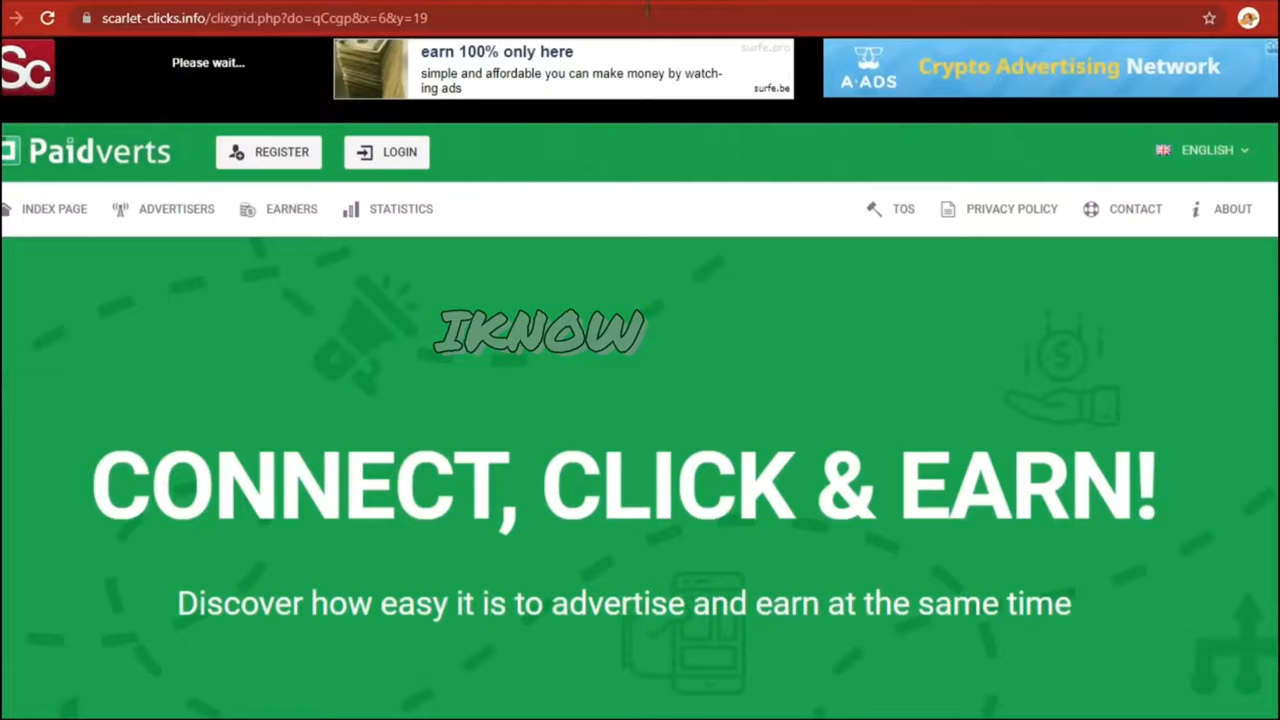 scarlet-clicks.info/clixgrid.php?do=qCcgp&x=6&y=19
Sc
Please wait...
earn 100% only here
simple and affordable you can make money by watch-
ing ads
surfe.pro
surfe.be
A-ADS
Crypto Advertising Network
Paidverts
REGISTER
LOGIN
ENGLISH
INDEX PAGE
ADVERTISERS
EARNERS
STATISTICS
TOS
PRIVACY POLICY
CONTACT
ABOUT
IKNOW
CONNECT, CLICK & EARN!
Discover how easy it is to advertise and earn at the same time